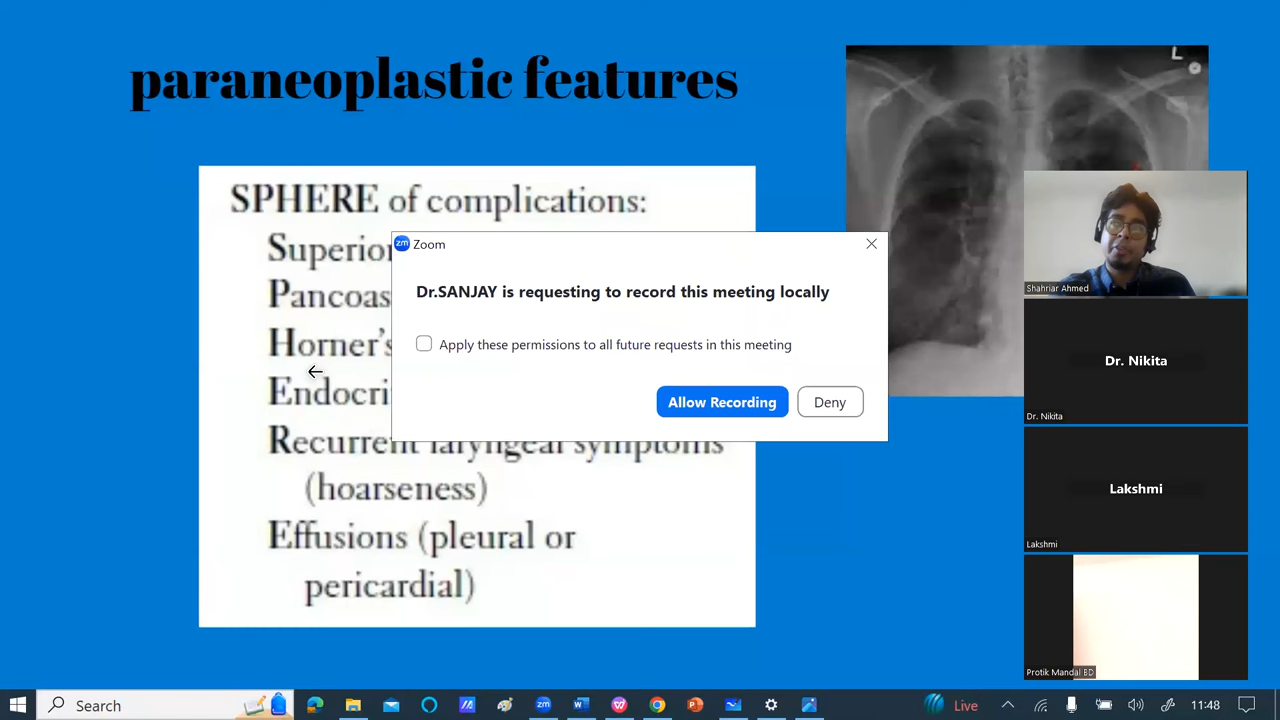 paraneoplastic features
L
SPHERE of complications:
Superior
Pancoas
Horner's
Endocri
Recurrent laryngeal symptoms
(hoarseness)
Effusions (pleural or
pericardial)
zm Zoom
Dr.SANJAY is requesting to record this meeting locally
Apply these permissions to all future requests in this meeting
Allow Recording Deny
Shahriar Ahmed
Dr. Nikita
Dr. Nikita
Lakshmi
Lakshmi
Protik Mandal BD
Search Live 11:48